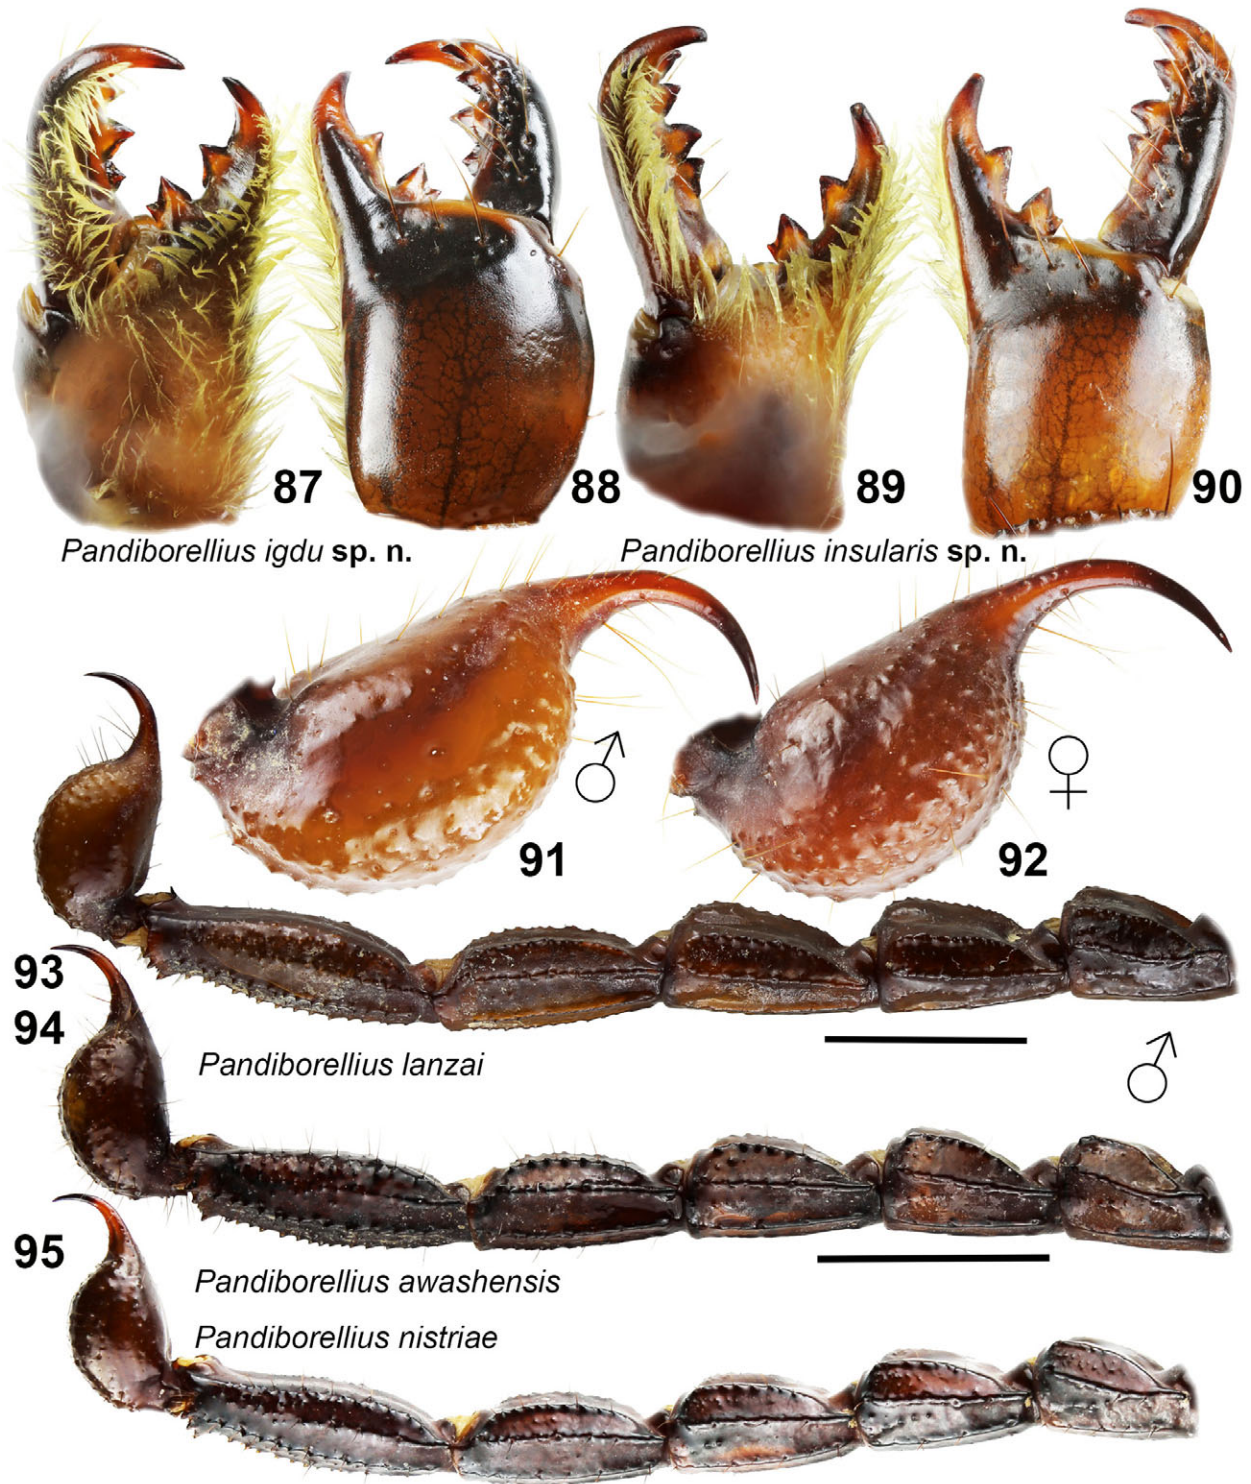 87 88 89 90
Pandiborellius igdu sp. n. Pandiborellius insularis sp. n.
♂ ♀
91 92
93
94
Pandiborellius lanzai
♂
95
Pandiborellius awashensis
Pandiborellius nistriae